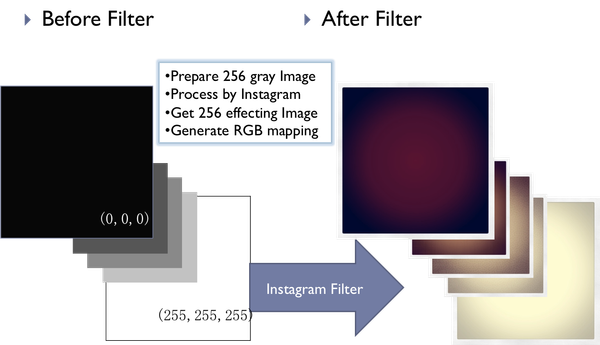 Before Filter
After Filter
•Prepare 256 gray Image
•Process by Instagram
•Get 256 effecting Image
•Generate RGB mapping
(0, 0, 0)
Instagram Filter
(255, 255, 255)